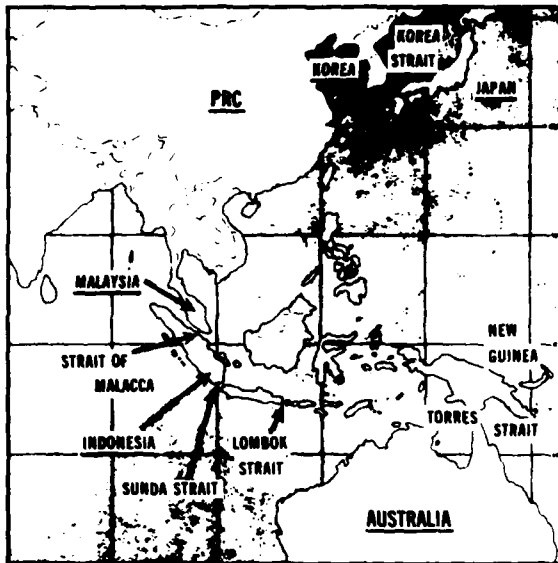 KOREA
STRAIT
KOREA
JAPAN
PRC
MALAYSIA
NEW
GUINEA
STRAIT OF
MALACCA
TORRES
STRAIT
INDONESIA
LOMBOK
STRAIT
SUNDA STRAIT
AUSTRALIA